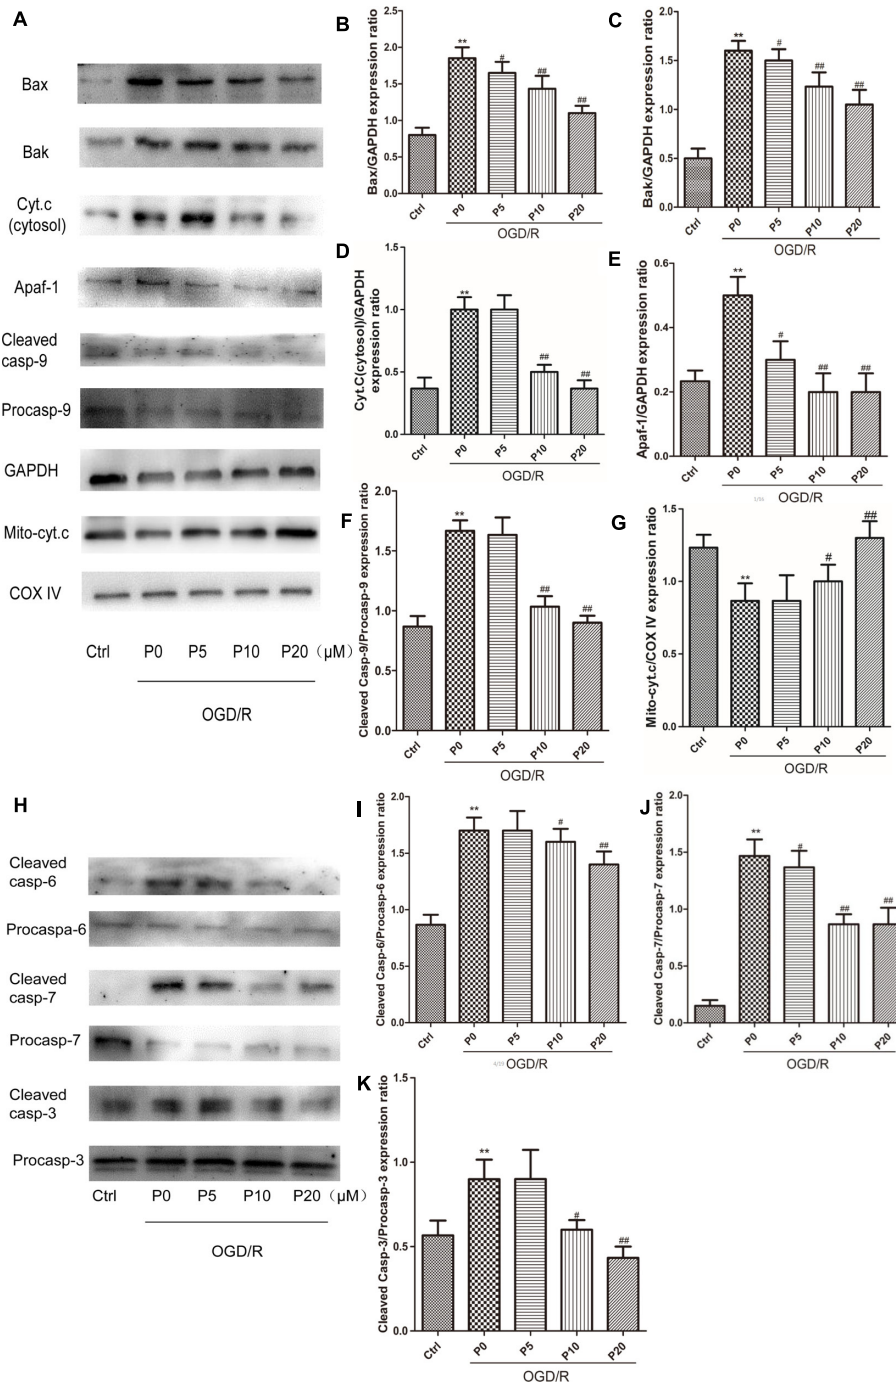 A
Bax
Bak
Cyt.c
(cytosol)
Apaf-1
Cleaved
casp-9
Procasp-9
GAPDH
Mito-cyt.c
COX IV
Ctrl P0 P5 P10 P20 (μM)
OGD/R
B
Bax/GAPDH expression ratio
2.5
2.0
1.5
1.0
0.5
0.0
** # ## ##
Ctrl P0 P5 P10 P20
OGD/R
C
Bak/GAPDH expression ratio
2.0
1.5
1.0
0.5
0.0
** # ## ##
Ctrl P0 P5 P10 P20
OGD/R
D
Cyt.C(cytosol)/GAPDH
expression ratio
1.5
1.0
0.5
0.0
** ## ##
Ctrl P0 P5 P10 P20
OGD/R
E
Apaf-1/GAPDH expression ratio
0.6
0.4
0.2
0.0
** # ## ##
Ctrl P0 P5 P10 P20
OGD/R
F
Cleaved Casp-9/Procasp-9 expression ratio
2.0
1.5
1.0
0.5
0.0
** ## ##
Ctrl P0 P5 P10 P20
OGD/R
G
Mito-cyt.c/COX IV expression ratio
1.5
1.0
0.5
0.0
** # ##
Ctrl P0 P5 P10 P20
OGD/R
H
Cleaved
casp-6
Procaspa-6
Cleaved
casp-7
Procasp-7
Cleaved
casp-3
Procasp-3
Ctrl P0 P5 P10 P20 (μM)
OGD/R
I
Cleaved Casp-6/Procasp-6 expression ratio
2.0
1.5
1.0
0.5
0.0
** # ##
Ctrl P0 P5 P10 P20
OGD/R
J
Cleaved Casp-7/Procasp-7 expression ratio
2.0
1.5
1.0
0.5
0.0
** # ## ##
Ctrl P0 P5 P10 P20
OGD/R
K
Cleaved Casp-3/Procasp-3 expression ratio
1.5
1.0
0.5
0.0
** # ##
Ctrl P0 P5 P10 P20
OGD/R